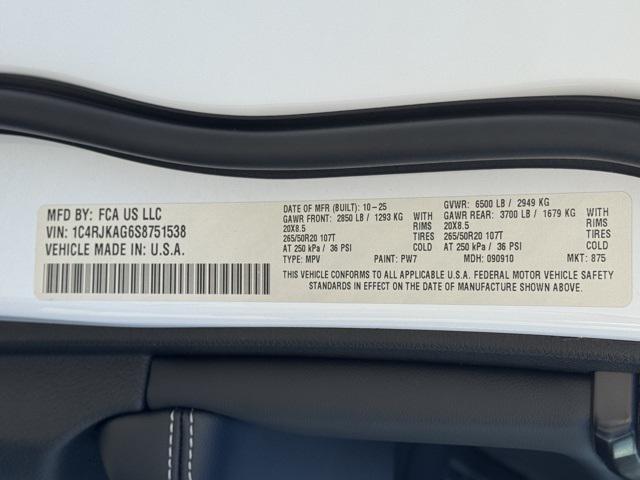 MFD BY: FCA US LLC
VIN: 1C4RJKAG6S8751538
VEHICLE MADE IN: U.S.A.
DATE OF MFR (BUILT): 10-25 GVWR: 6500 LB / 2949 KG
GAWR FRONT: 2850 LB / 1293 KG WITH GAWR REAR: 3700 LB / 1679 KG WITH
20X8.5 RIMS 20X8.5 RIMS
265/50R20 107T TIRES 265/50R20 107T TIRES
AT 250 kPa / 36 PSI COLD AT 250 kPa / 36 PSI COLD
TYPE: MPV PAINT: PW7 MDH: 090910 MKT: 875
THIS VEHICLE CONFORMS TO ALL APPLICABLE U.S.A. FEDERAL MOTOR VEHICLE SAFETY
STANDARDS IN EFFECT ON THE DATE OF MANUFACTURE SHOWN ABOVE.